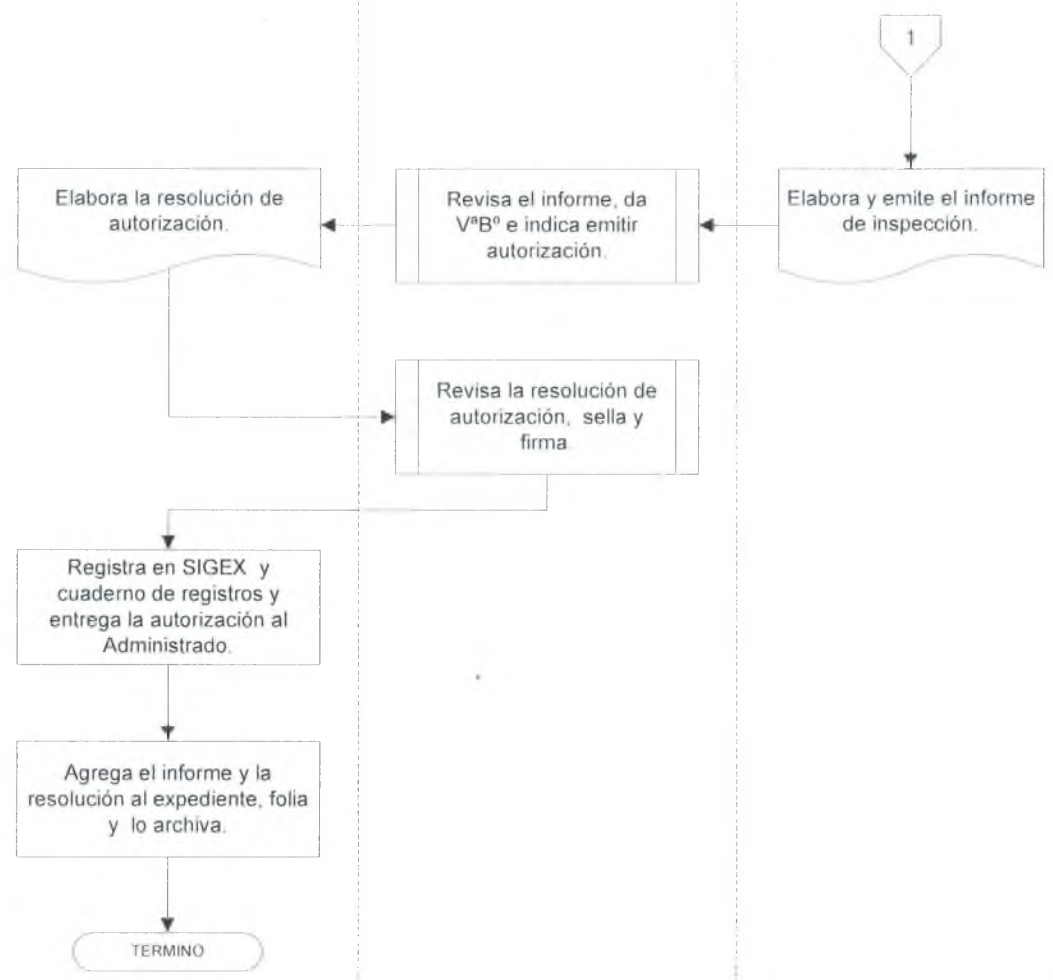 1
Elabora y emite el informe
de inspección.
Revisa el informe, da
VªBº e indica emitir
autorización.
Elabora la resolución de
autorización.
Revisa la resolución de
autorización, sella y
firma.
Registra en SIGEX y
cuaderno de registros y
entrega la autorización al
Administrado.
Agrega el informe y la
resolución al expediente, folia
y lo archiva.
TERMINO